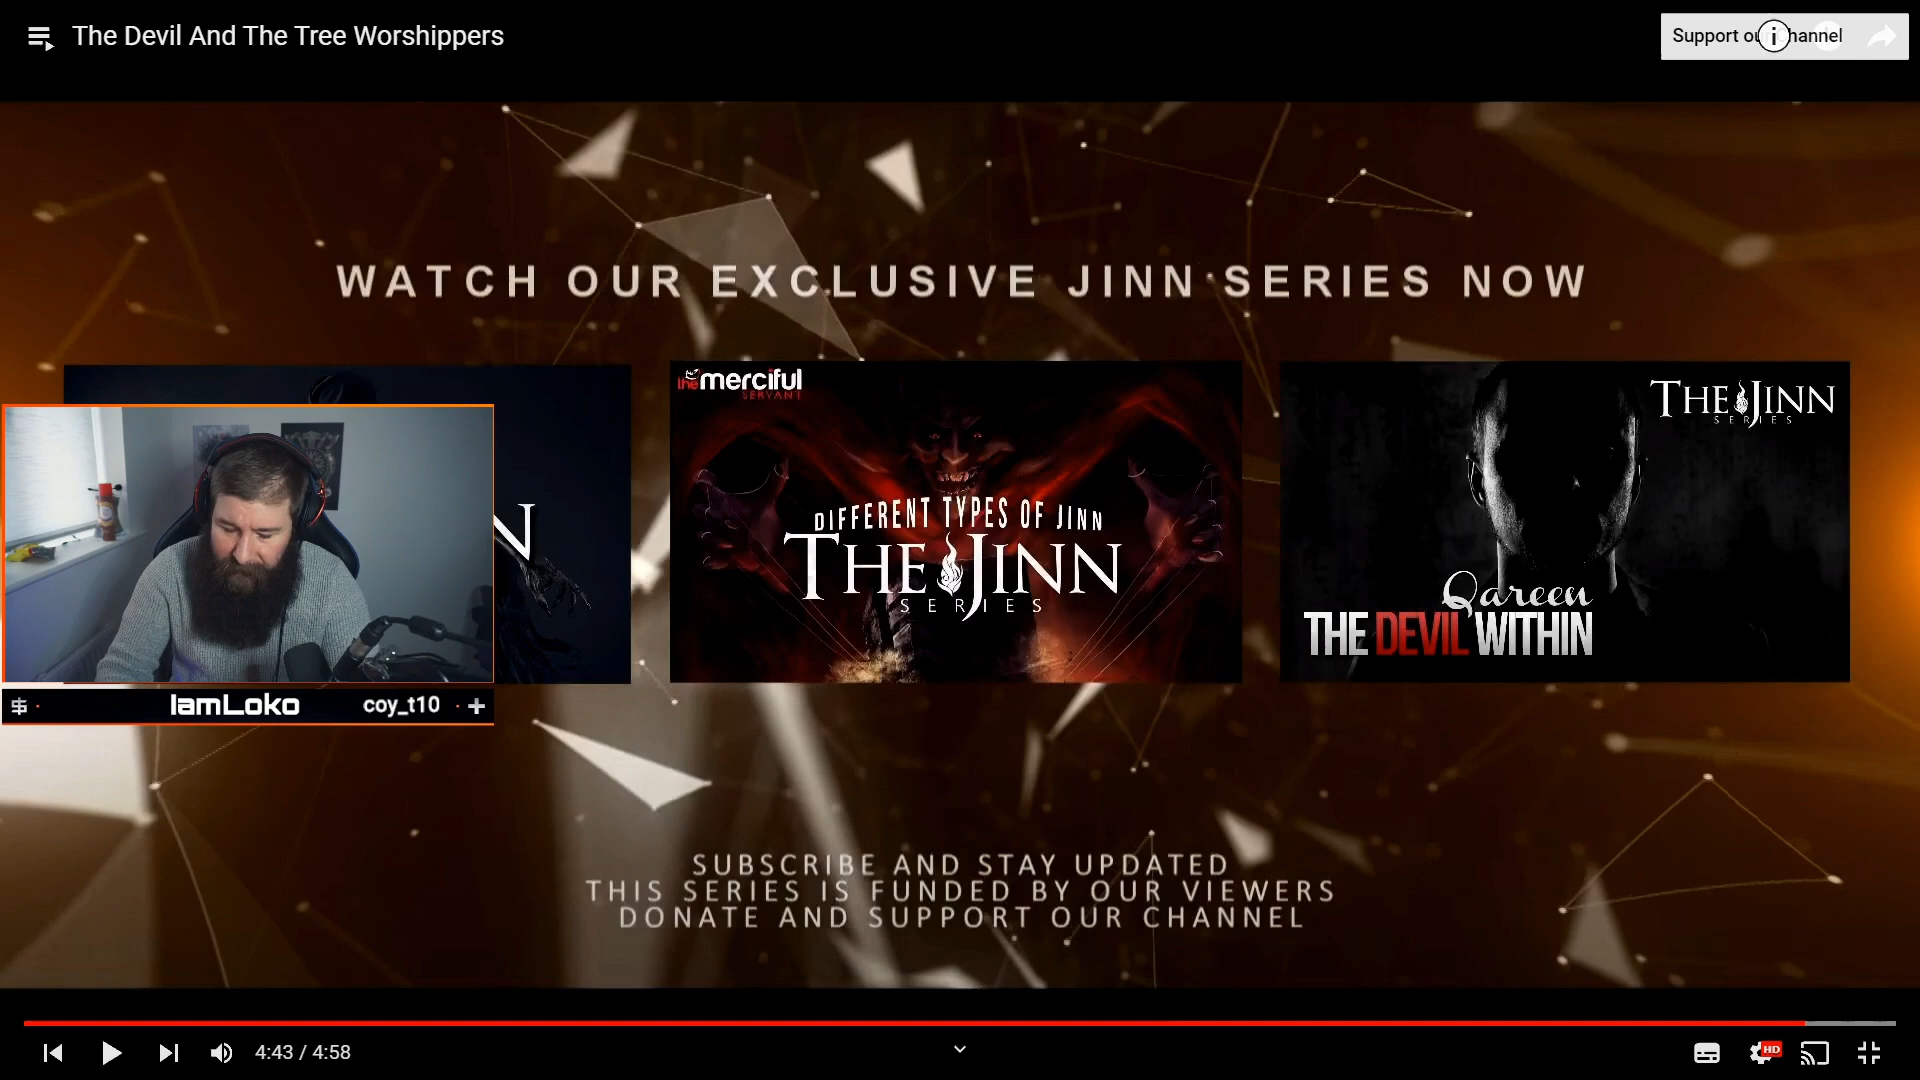 The Devil And The Tree Worshippers
Support our Channel
WATCH OUR EXCLUSIVE JINN SERIES NOW
N
the merciful
SERVANT
DIFFERENT TYPES OF JINN
THE JINN
SERIES
THE JINN
SERIES
Qareen
THE DEVIL WITHIN
IamLoko
coy_t10
SUBSCRIBE AND STAY UPDATED
THIS SERIES IS FUNDED BY OUR VIEWERS
DONATE AND SUPPORT OUR CHANNEL
4:43 / 4:58
HD